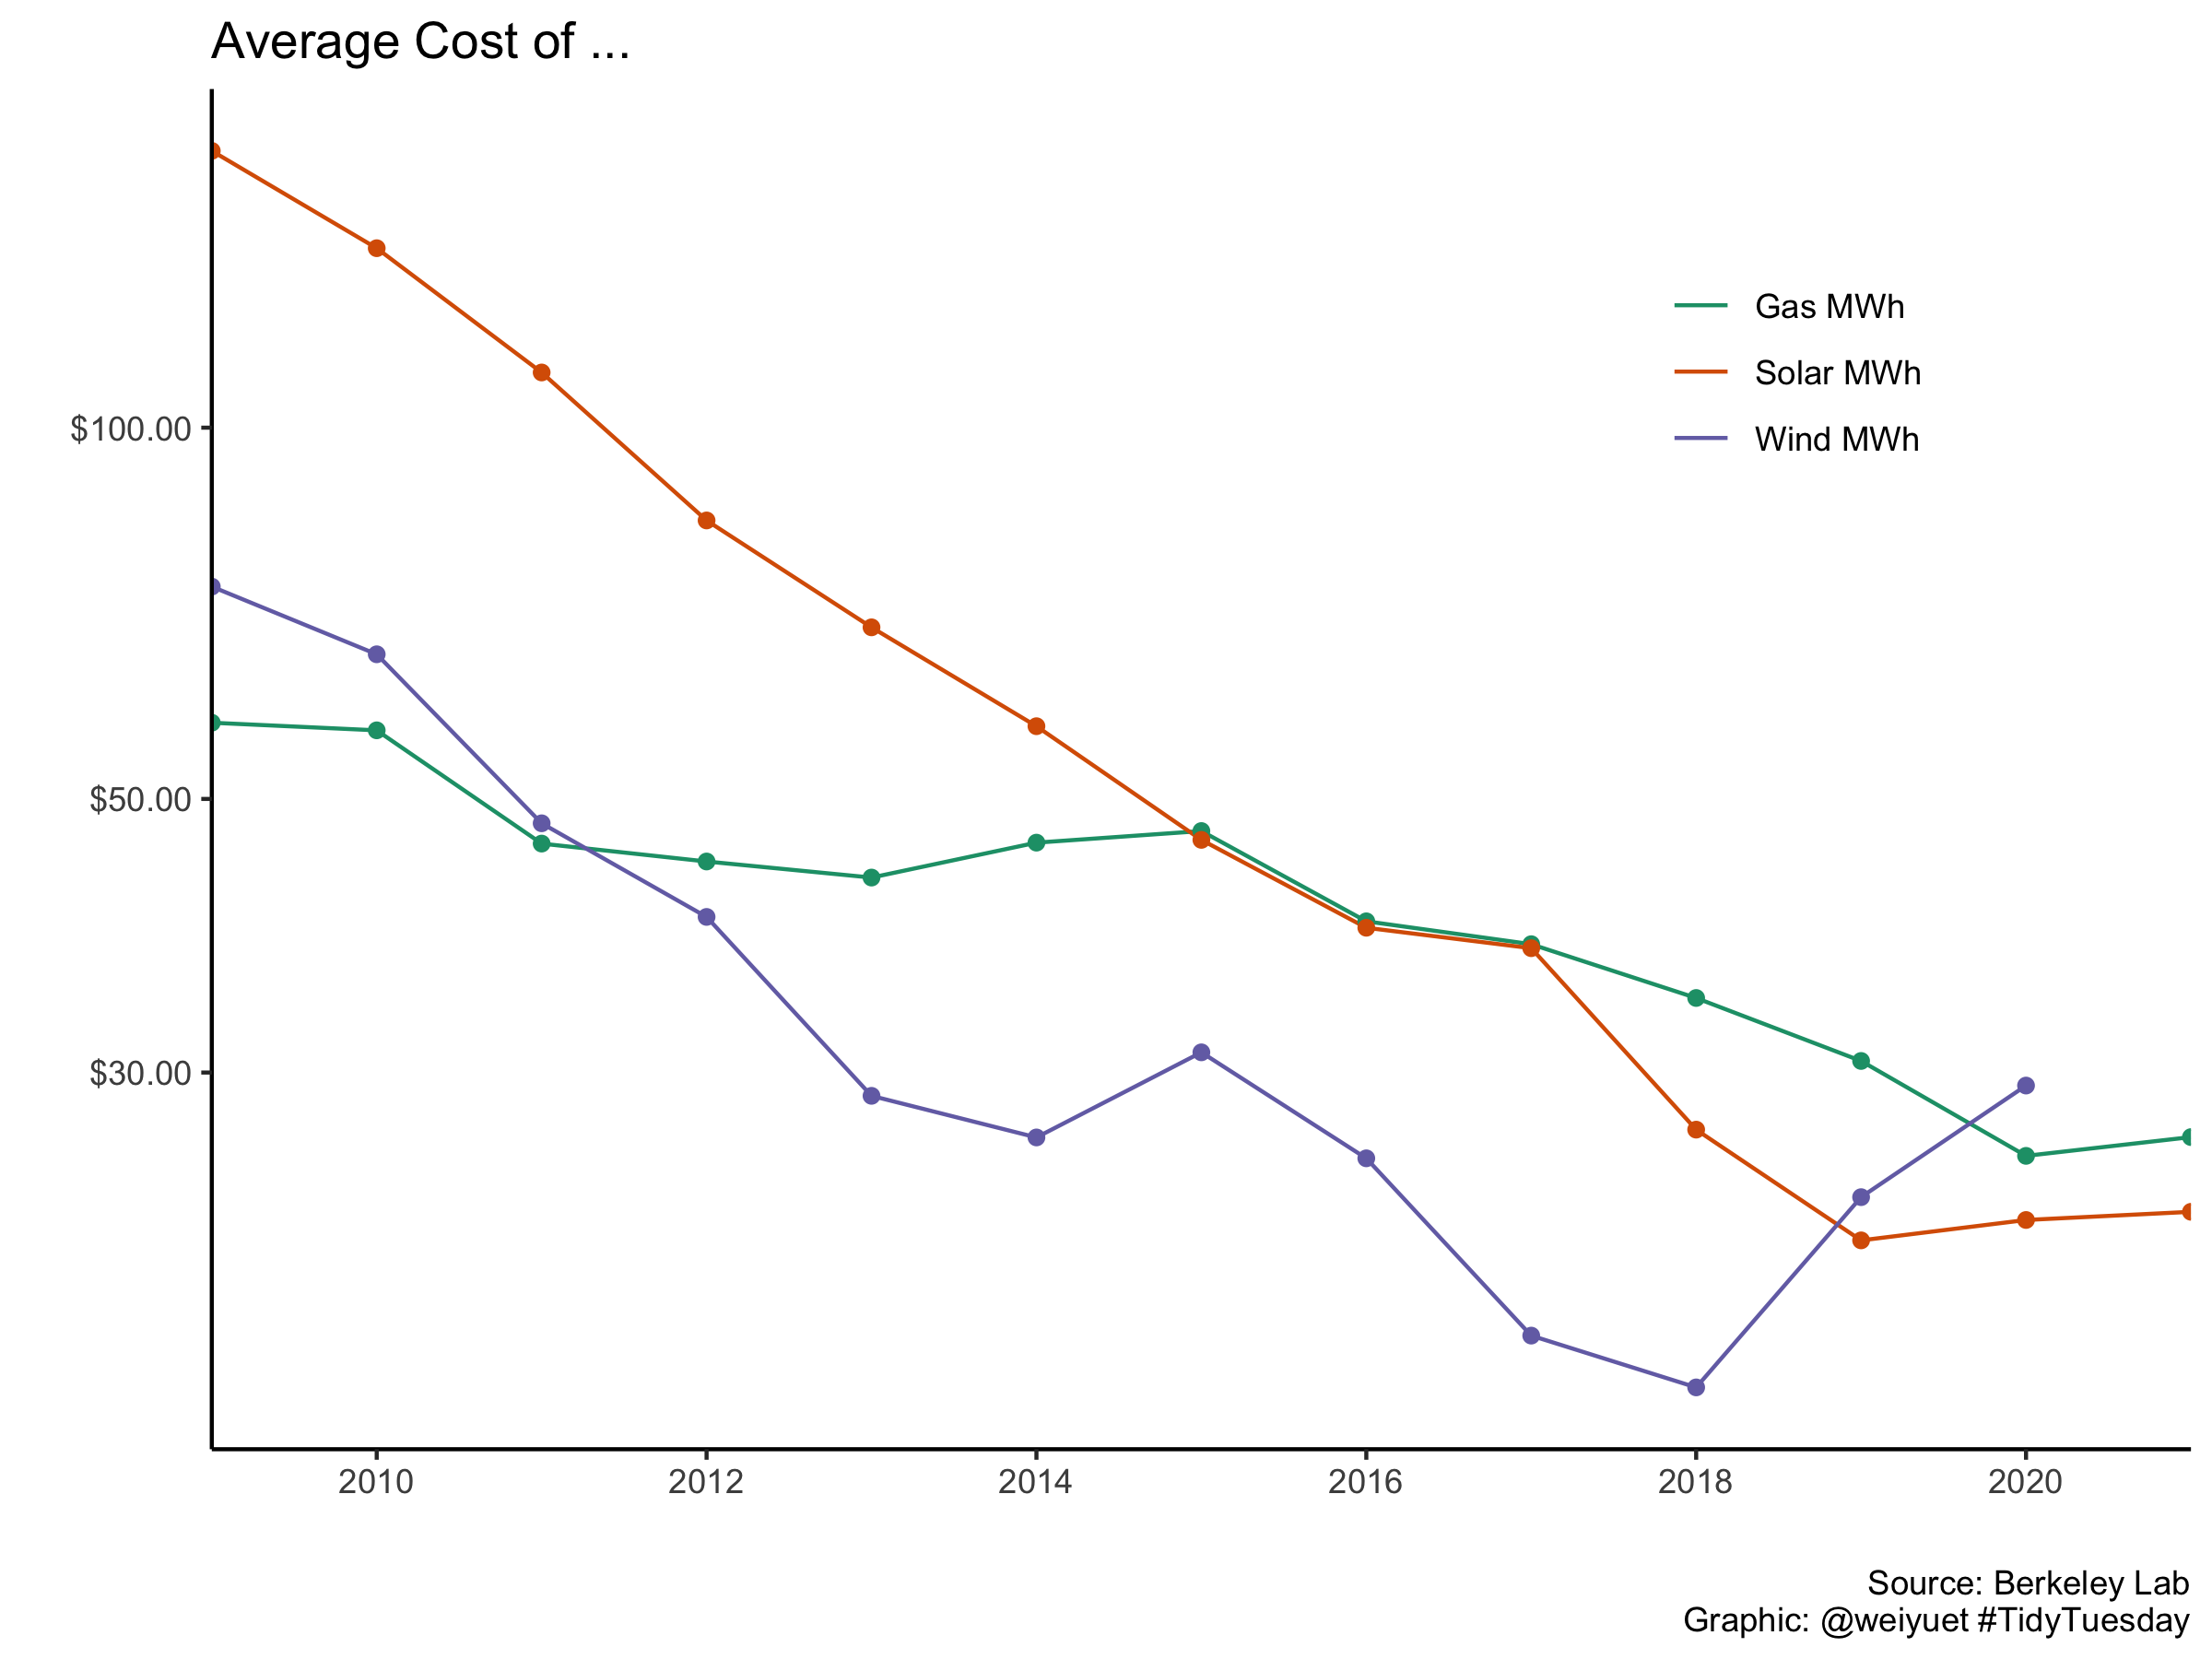 Average Cost of ...
Gas MWh
Solar MWh
Wind MWh
$100.00
$50.00
$30.00
2010 2012 2014 2016 2018 2020
Source: Berkeley Lab
Graphic: @weiyuet #TidyTuesday